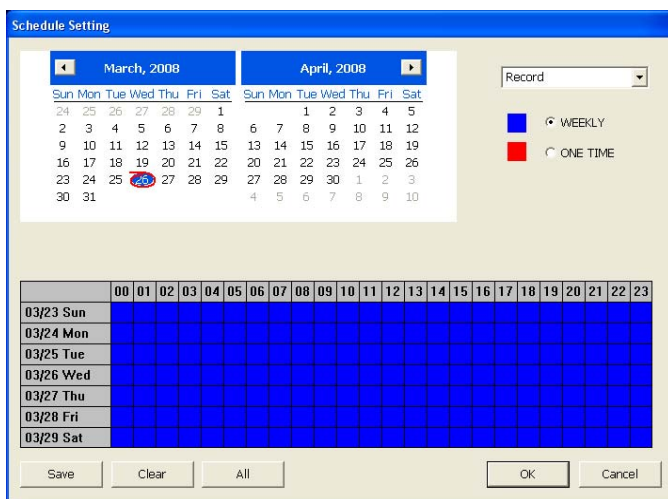 Schedule Setting
March, 2008 April, 2008
Sun Mon Tue Wed Thu Fri Sat Sun Mon Tue Wed Thu Fri Sat
24 25 26 27 28 29 1 1 2 3 4 5
2 3 4 5 6 7 8 6 7 8 9 10 11 12
9 10 11 12 13 14 15 13 14 15 16 17 18 19
16 17 18 19 20 21 22 20 21 22 23 24 25 26
23 24 25 26 27 28 29 27 28 29 30 1 2 3
30 31 4 5 6 7 8 9 10
Record
WEEKLY
ONE TIME
00 01 02 03 04 05 06 07 08 09 10 11 12 13 14 15 16 17 18 19 20 21 22 23
03/23 Sun
03/24 Mon
03/25 Tue
03/26 Wed
03/27 Thu
03/28 Fri
03/29 Sat
Save Clear All OK Cancel